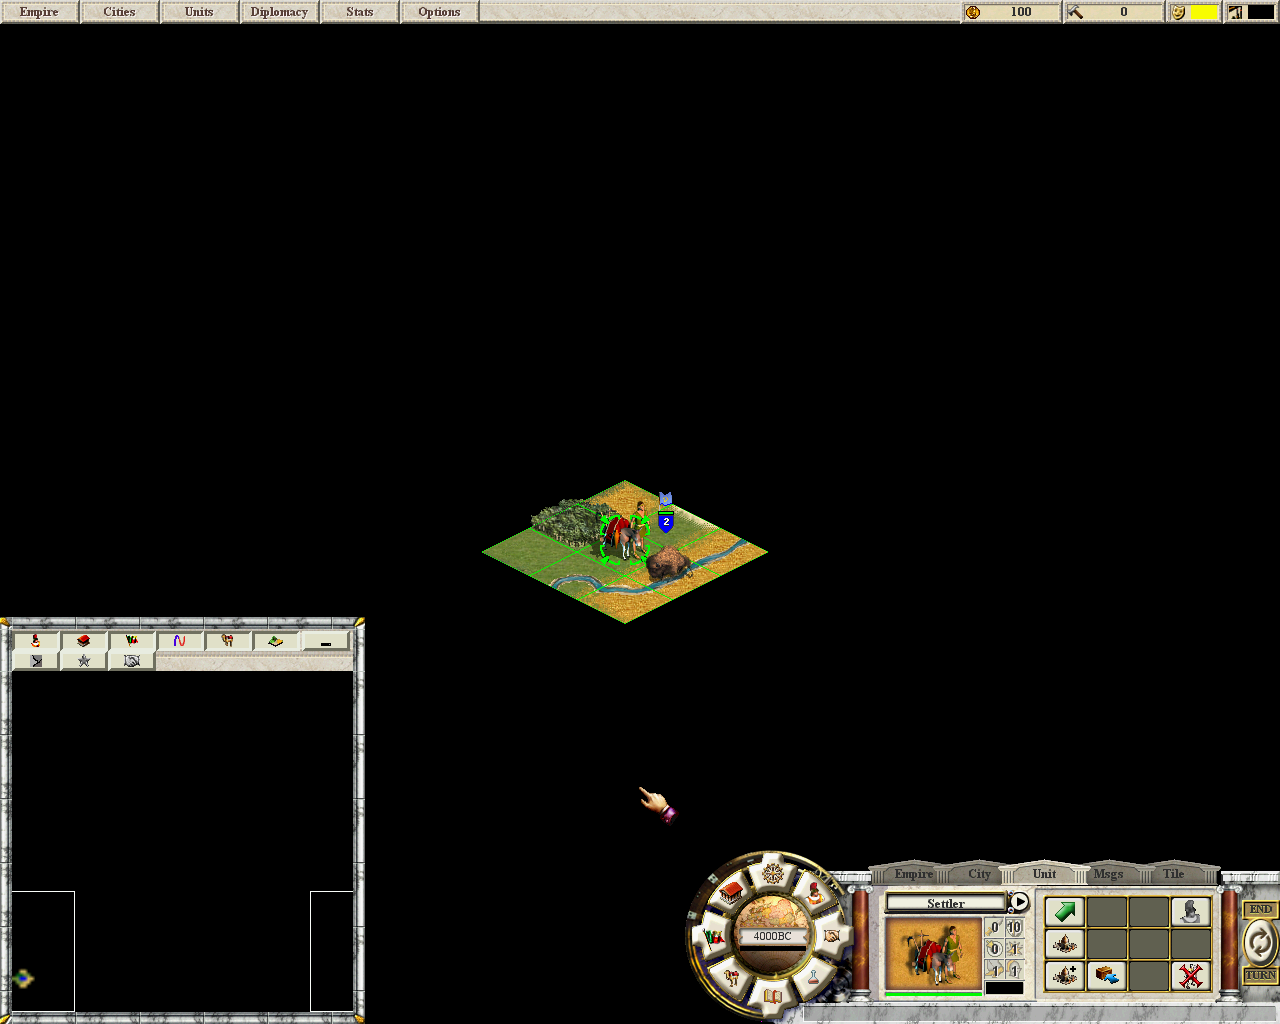 Empire Cities Units Diplomacy Stats Options 100 0
2
Empire City Unit Msgs Tile
Settler
4000BC
0 10
0 1
1 1
END
TURN